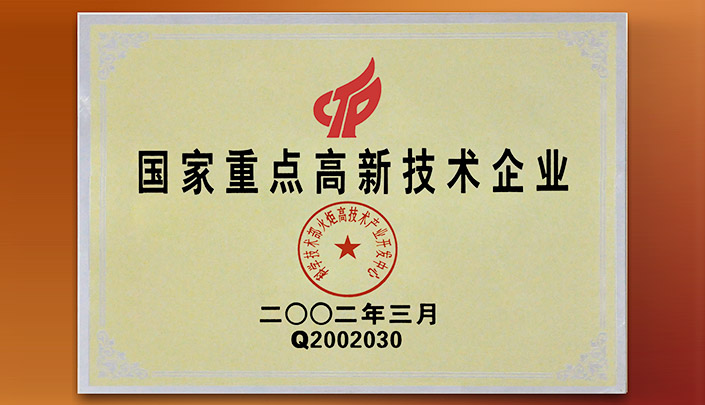 CTP
国家重点高新技术企业
科学技术部火炬高技术产业开发中心
二〇〇二年三月
Q2002030